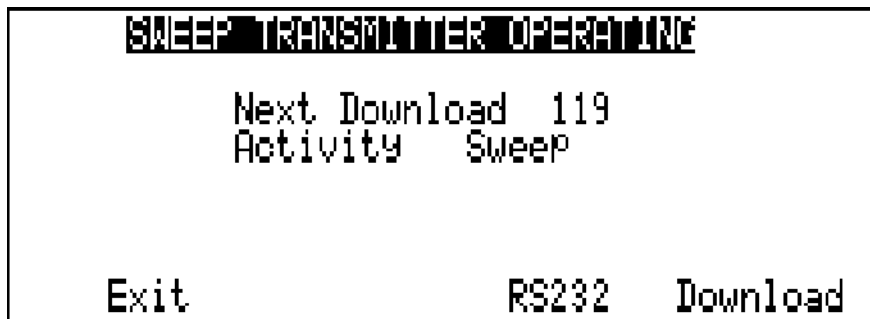 SWEEP TRANSMITTER OPERATING
Next Download 119
Activity Sweep
Exit RS232 Download